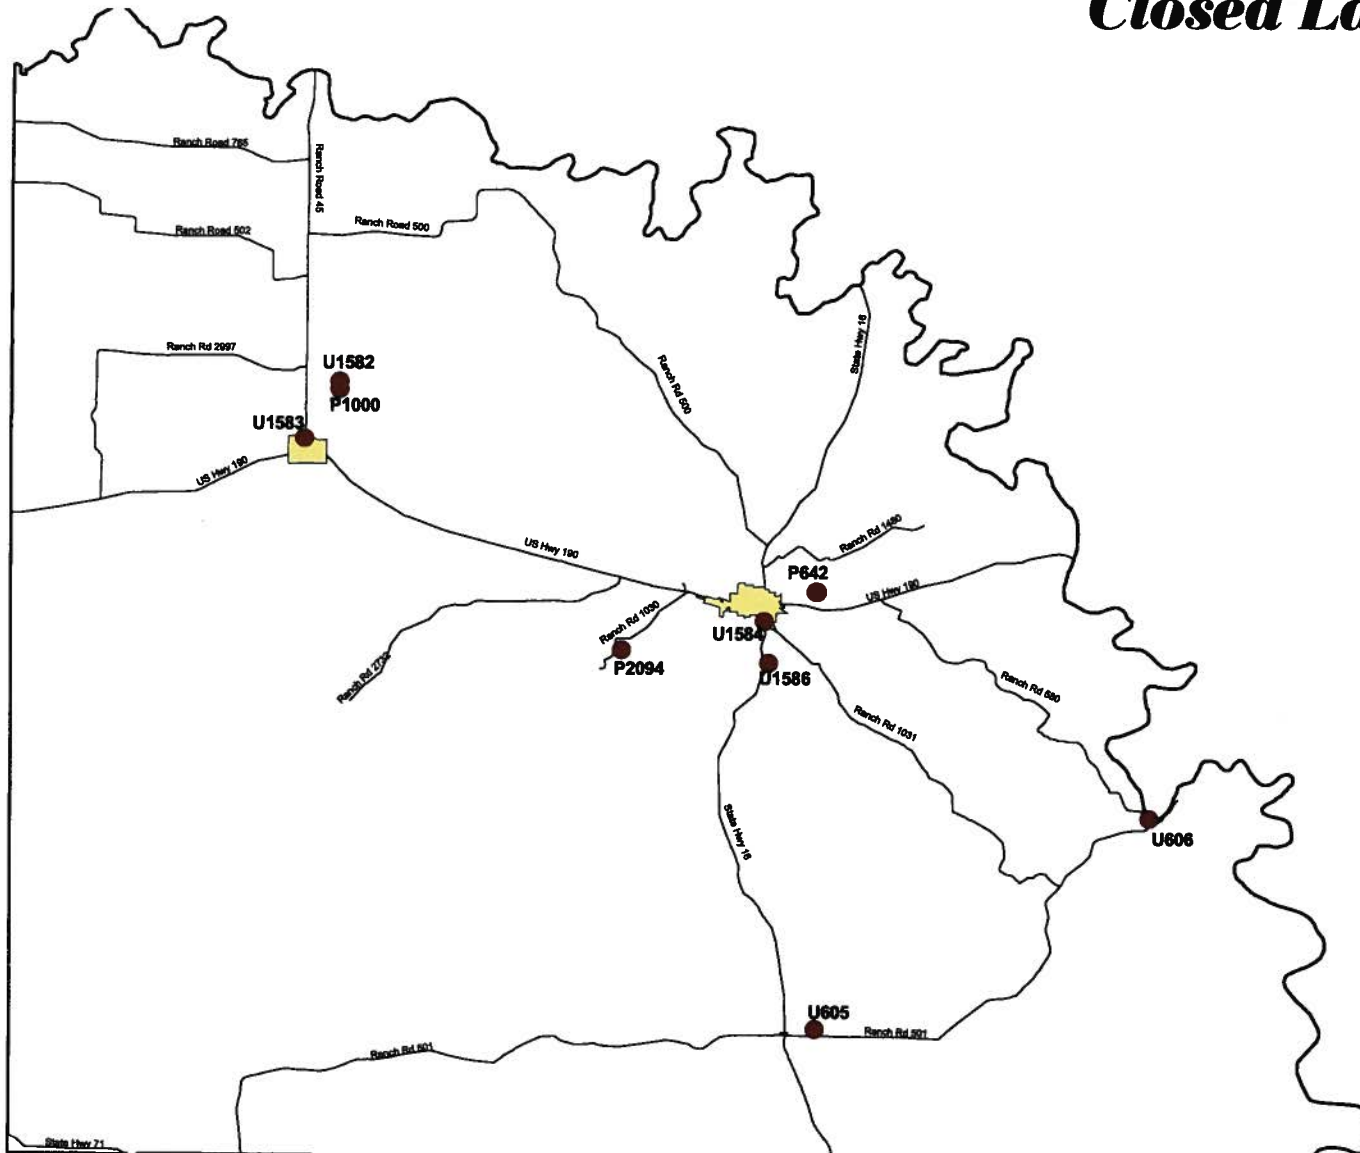 Closed La
Ranch Road 765
Ranch Road 45
Ranch Road 502
Ranch Road 500
State Hwy 16
Ranch Rd 2997
U1582
P1000
Ranch Rd 500
U1583
US Hwy 190
US Hwy 190
Ranch Rd 1480
P642
US Hwy 190
Ranch Rd 1030
U1584
P2094
U1586
Ranch Rd 2732
Ranch Rd 580
Ranch Rd 1031
State Hwy 16
U606
U605
Ranch Rd 501
Ranch Rd 501
State Hwy 71